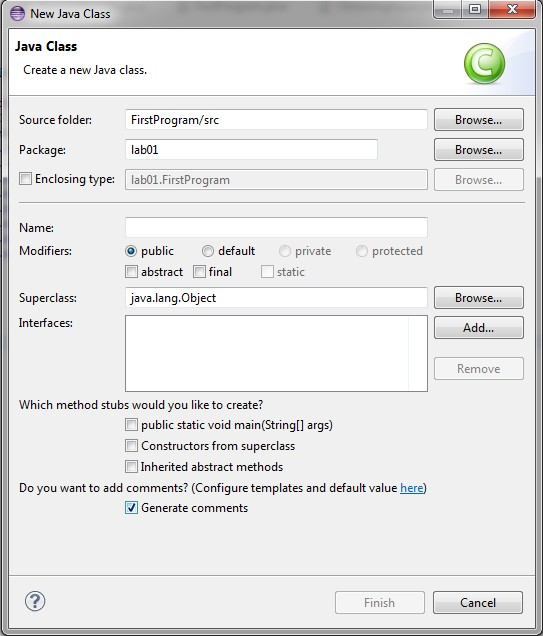 New Java Class
Java Class
Create a new Java class.
C
Source folder: FirstProgram/src Browse...
Package: lab01 Browse...
Enclosing type: lab01.FirstProgram Browse...
Name:
Modifiers: public default private protected
abstract final static
Superclass: java.lang.Object Browse...
Interfaces: Add...
Remove
Which method stubs would you like to create?
public static void main(String[] args)
Constructors from superclass
Inherited abstract methods
Do you want to add comments? (Configure templates and default value here)
Generate comments
? Finish Cancel